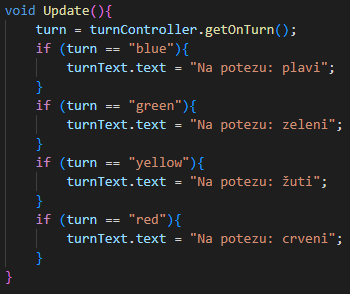 void Update(){
turn = turnController.getOnTurn();
if (turn == "blue"){
turnText.text = "Na potezu: plavi";
}
if (turn == "green"){
turnText.text = "Na potezu: zeleni";
}
if (turn == "yellow"){
turnText.text = "Na potezu: žuti";
}
if (turn == "red"){
turnText.text = "Na potezu: crveni";
}
}